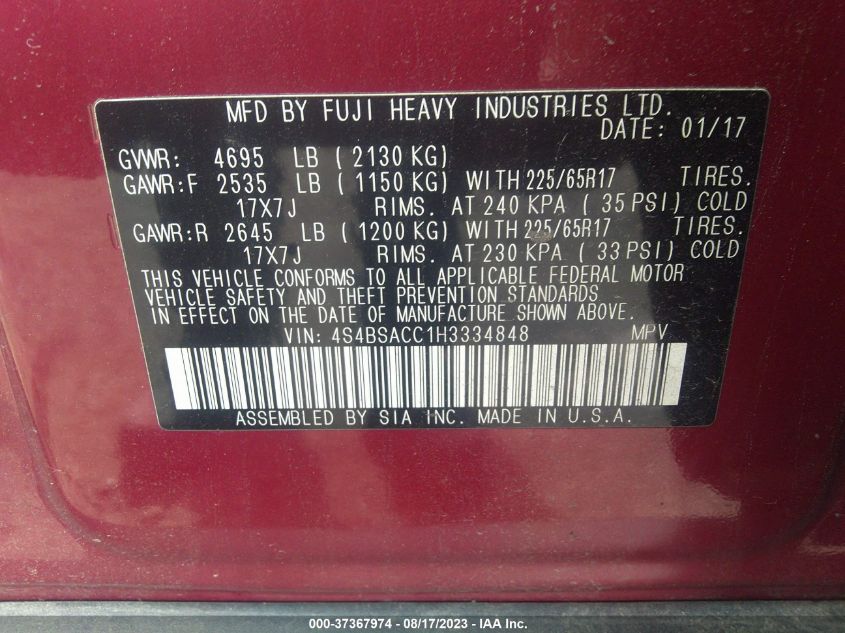 MFD BY FUJI HEAVY INDUSTRIES LTD.
DATE: 01/17
GVWR: 4695 LB ( 2130 KG)
GAWR:F 2535 LB ( 1150 KG) WITH 225/65R17 TIRES.
17X7J RIMS. AT 240 KPA ( 35 PSI) COLD
GAWR:R 2645 LB ( 1200 KG) WITH 225/65R17 TIRES.
17X7J RIMS. AT 230 KPA ( 33 PSI) COLD
THIS VEHICLE CONFORMS TO ALL APPLICABLE FEDERAL MOTOR
VEHICLE SAFETY AND THEFT PREVENTION STANDARDS
IN EFFECT ON THE DATE OF MANUFACTURE SHOWN ABOVE.
VIN: 4S4BSACC1H3334848 MPV
ASSEMBLED BY SIA INC. MADE IN U.S.A.
000-37367974 - 08/17/2023 - IAA Inc.